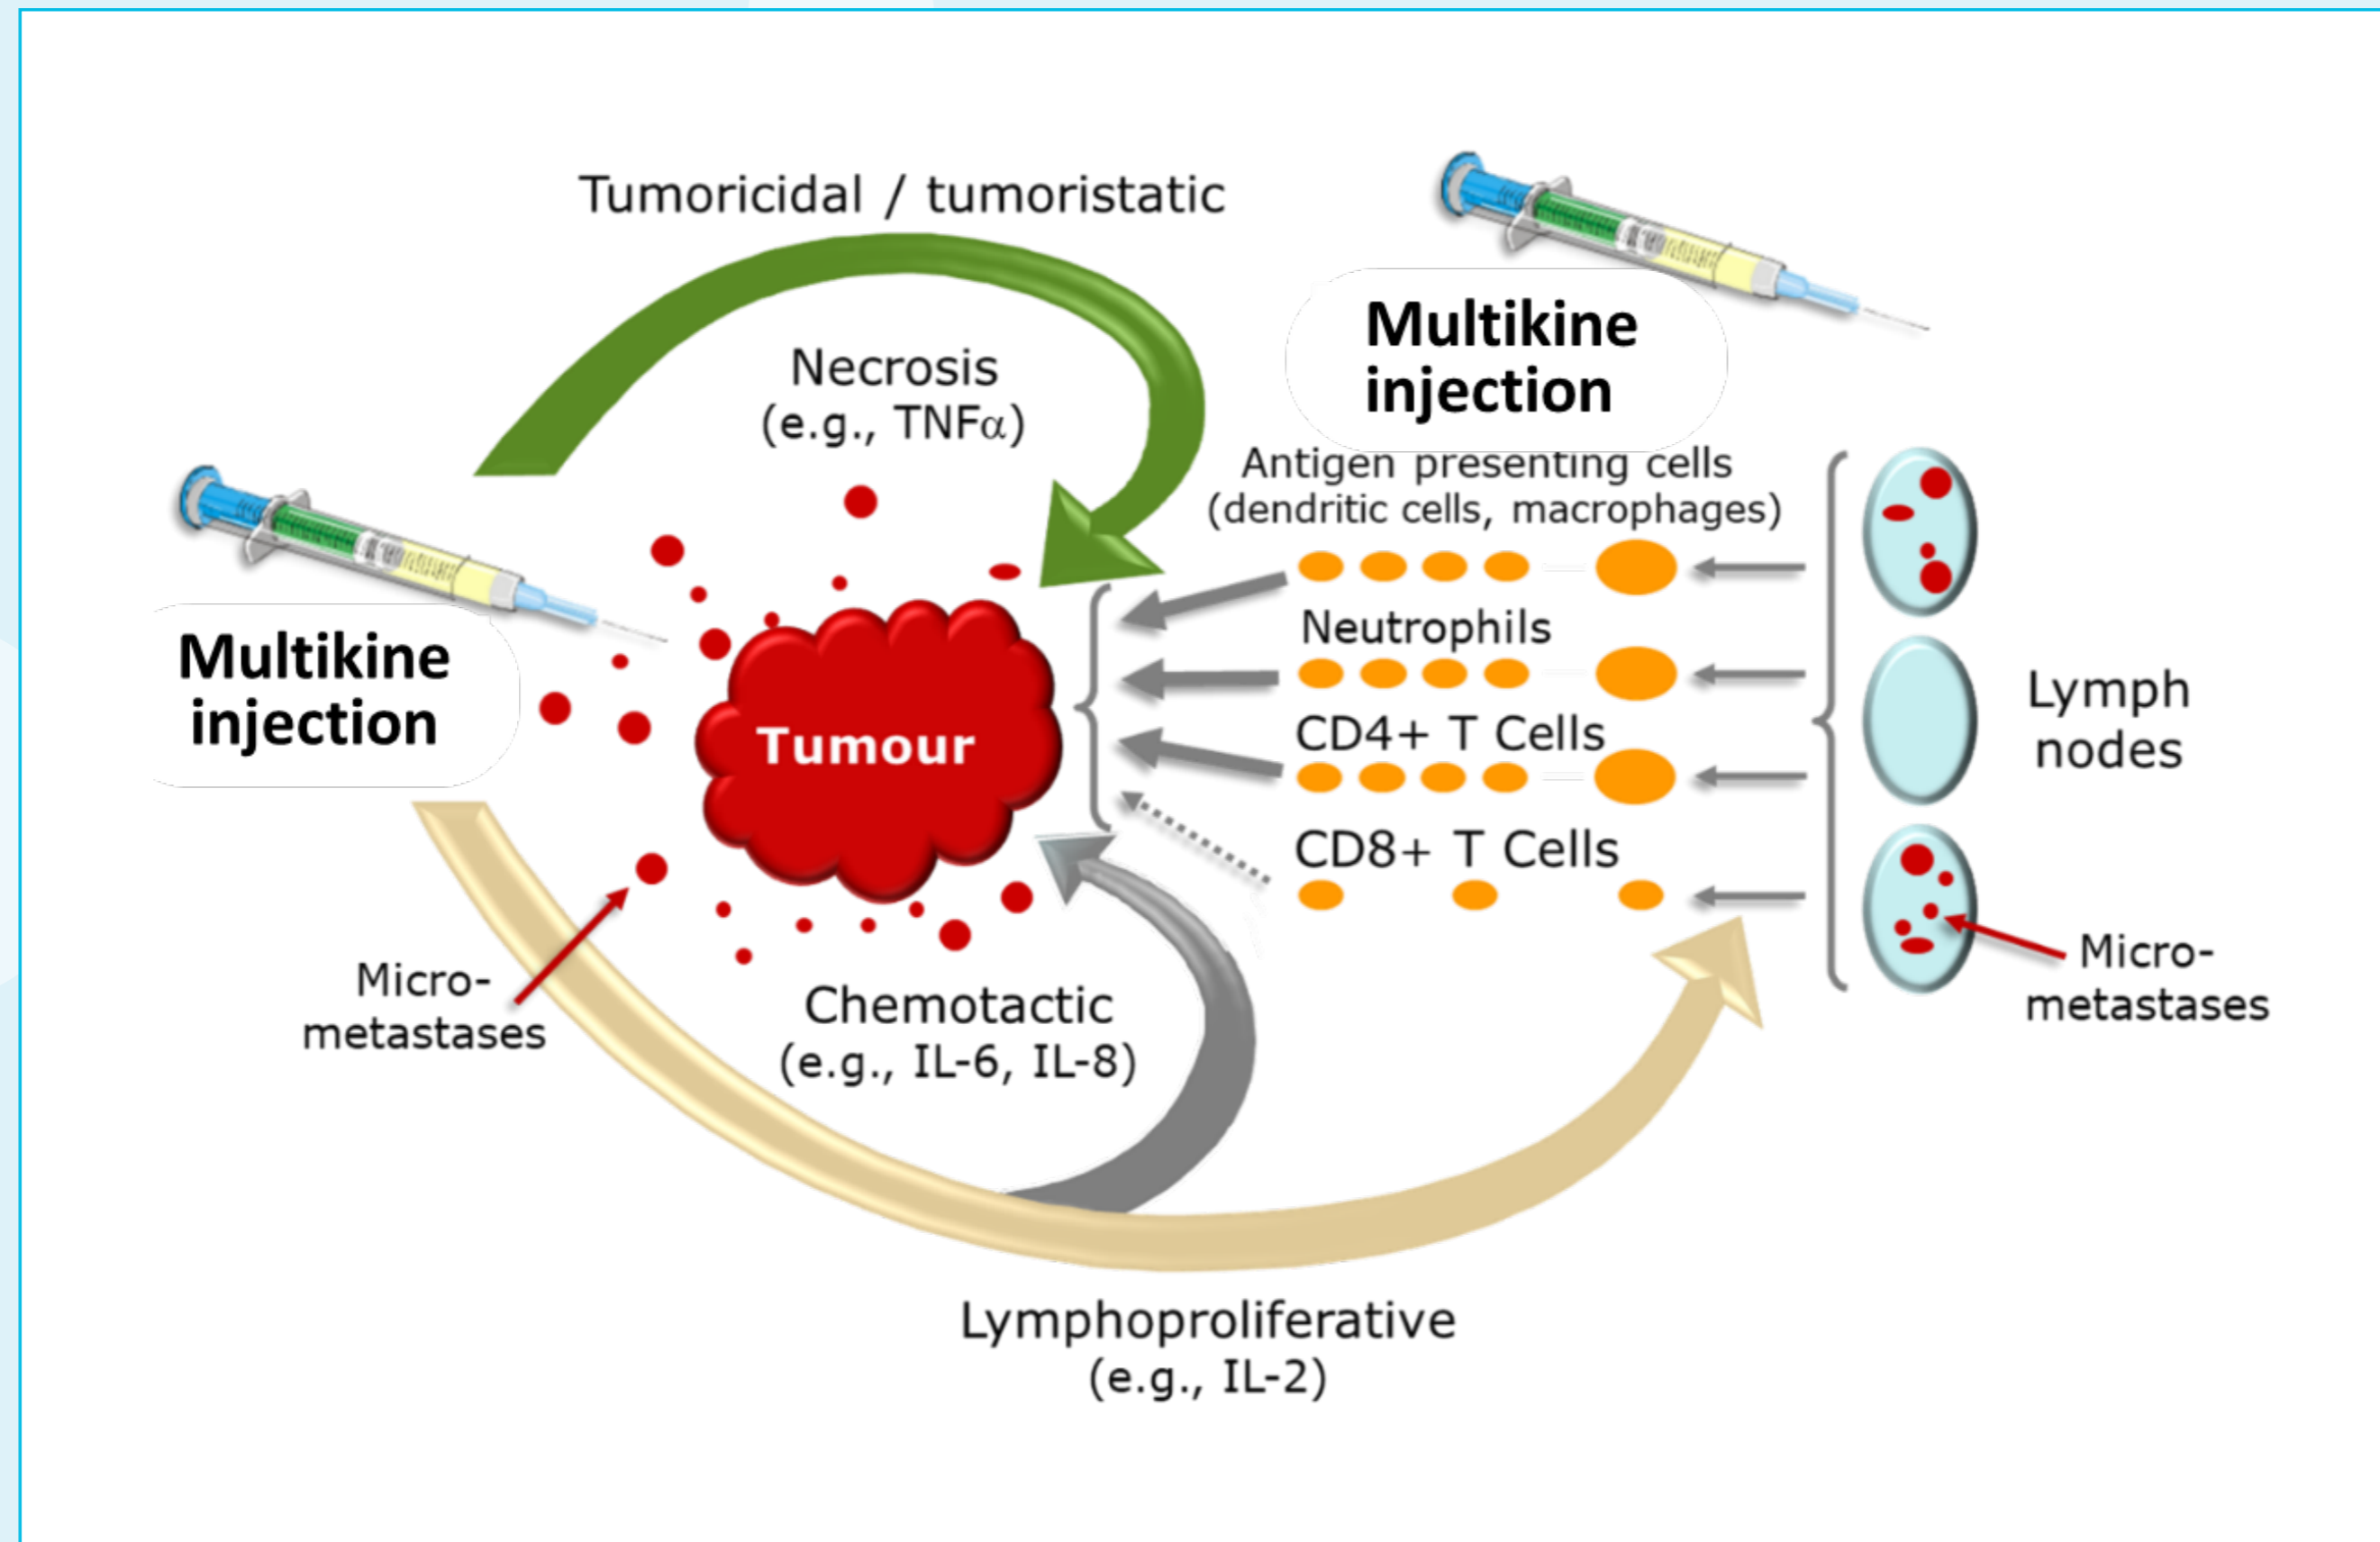 Tumoricidal / tumoristatic
Necrosis
(e.g., TNFα)
Multikine
injection
Multikine
injection
Antigen presenting cells
(dendritic cells, macrophages)
Neutrophils
CD4+ T Cells
CD8+ T Cells
Tumour
Lymph
nodes
Micro-
metastases
Micro-
metastases
Chemotactic
(e.g., IL-6, IL-8)
Lymphoproliferative
(e.g., IL-2)